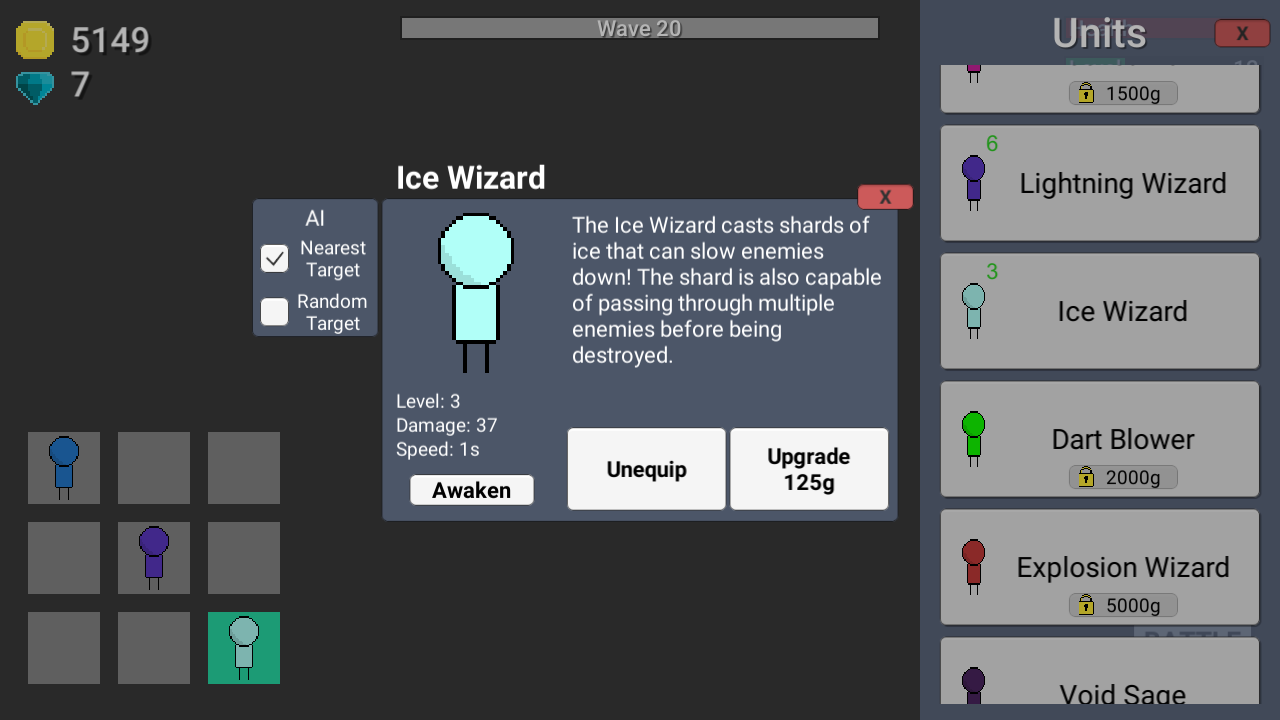 5149
7
Wave 20
Units
X
1500g
6
Lightning Wizard
3
Ice Wizard
Dart Blower
2000g
Explosion Wizard
5000g
BATTLE
Void Sage
Ice Wizard
X
AI
Nearest
Target
Random
Target
The Ice Wizard casts shards of
ice that can slow enemies
down! The shard is also capable
of passing through multiple
enemies before being
destroyed.
Level: 3
Damage: 37
Speed: 1s
Awaken
Unequip
Upgrade
125g